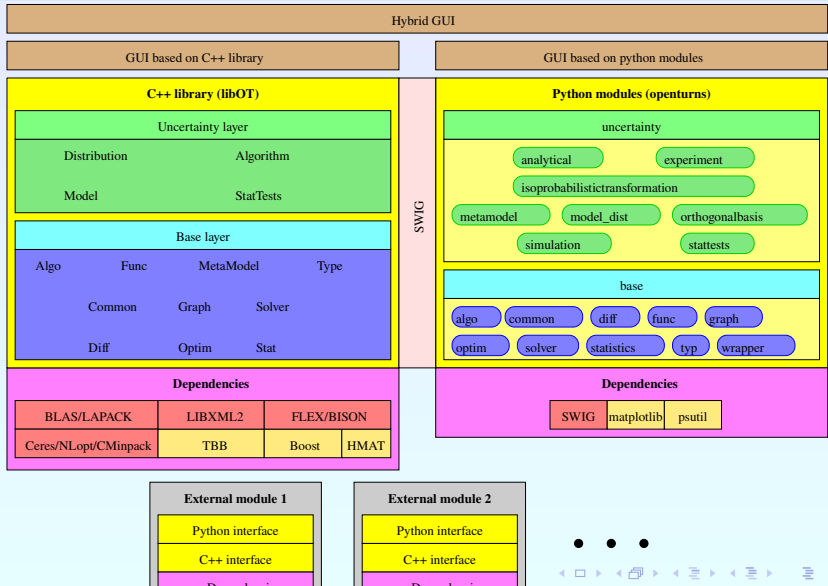 Hybrid GUI
GUI based on C++ library
GUI based on python modules
C++ library (libOT)
Uncertainty layer
Distribution Algorithm
Model StatTests
Base layer
Algo Func MetaModel Type
Common Graph Solver
Diff Optim Stat
SWIG
Python modules (openturns)
uncertainty
analytical experiment
isoprobabilistictransformation
metamodel model_dist orthogonalbasis
simulation stattests
base
algo common diff func graph
optim solver statistics typ wrapper
Dependencies
BLAS/LAPACK LIBXML2 FLEX/BISON
Ceres/NLopt/CMinpack TBB Boost HMAT
Dependencies
SWIG matplotlib psutil
External module 1
Python interface
C++ interface
External module 2
Python interface
C++ interface